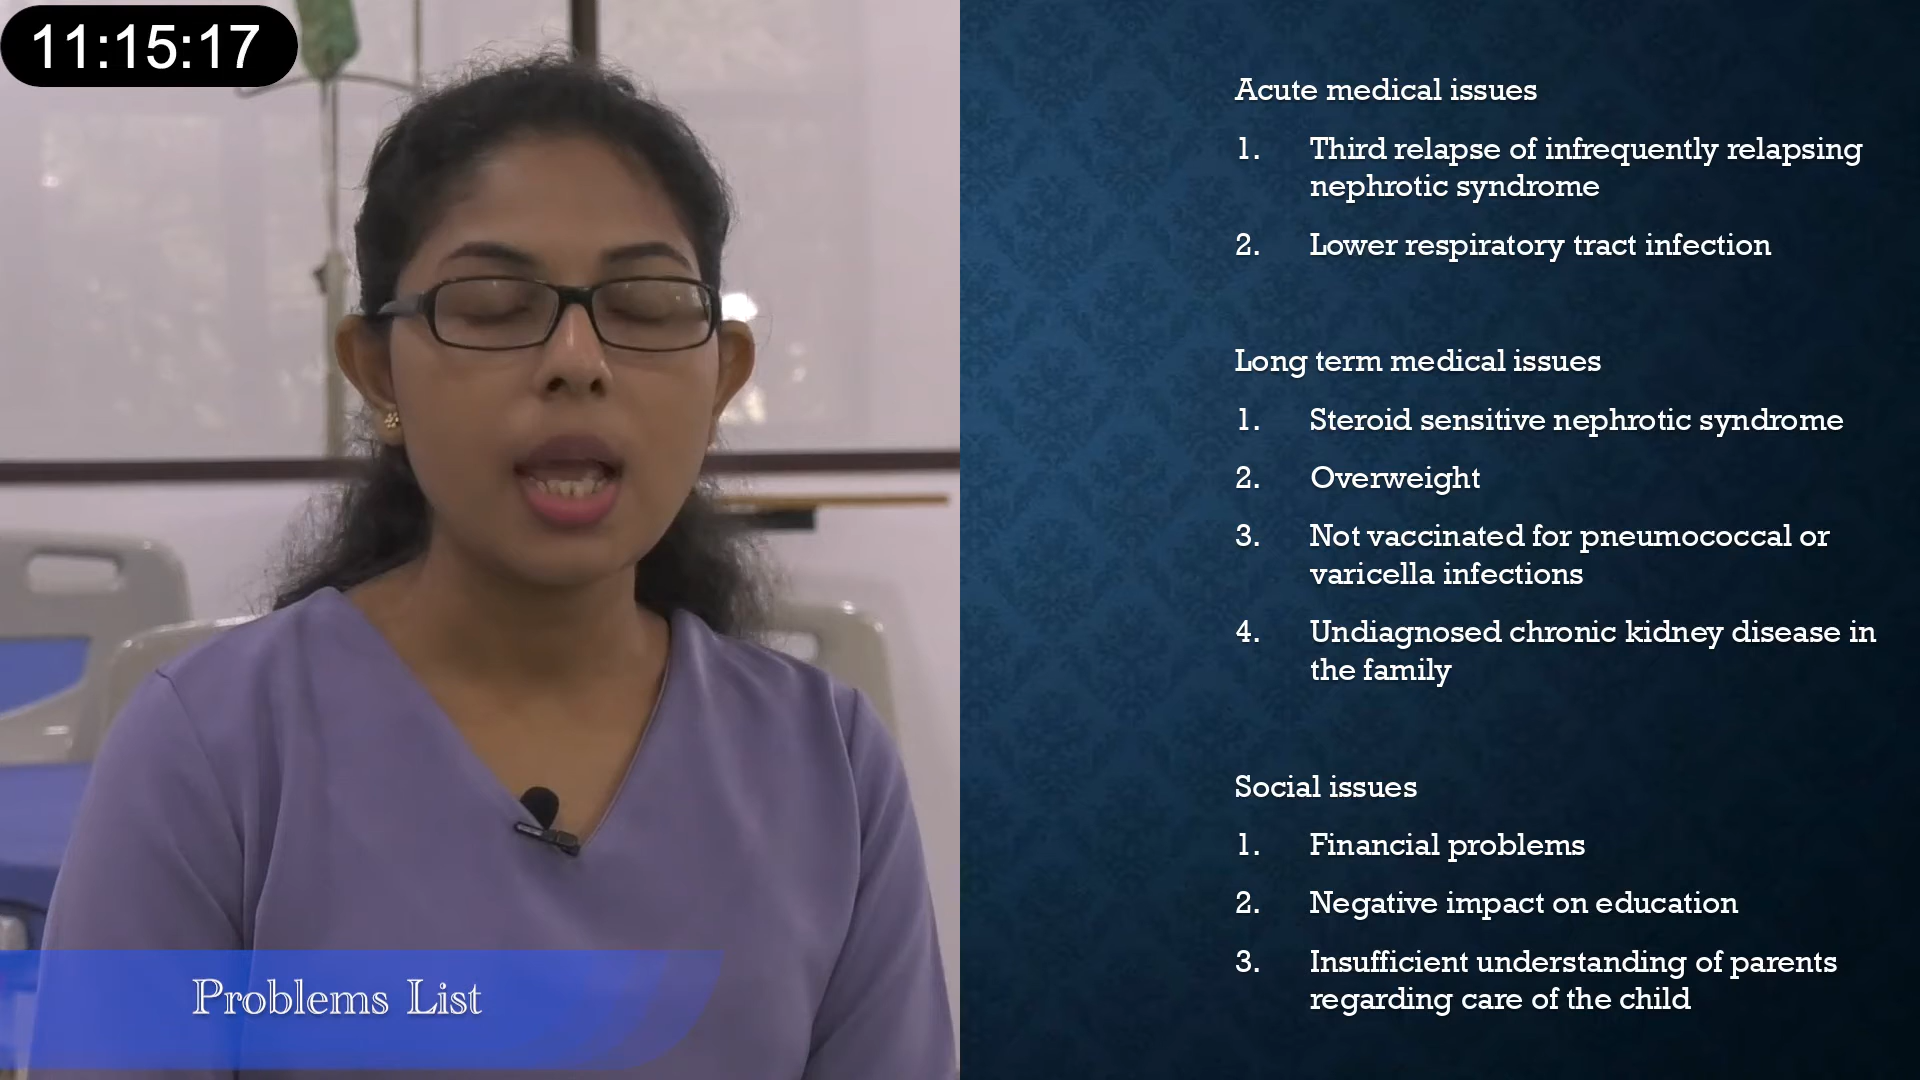 11:15:17
Acute medical issues
1. Third relapse of infrequently relapsing
nephrotic syndrome
2. Lower respiratory tract infection
Long term medical issues
1. Steroid sensitive nephrotic syndrome
2. Overweight
3. Not vaccinated for pneumococcal or
varicella infections
4. Undiagnosed chronic kidney disease in
the family
Social issues
1. Financial problems
2. Negative impact on education
3. Insufficient understanding of parents
regarding care of the child
Problems List